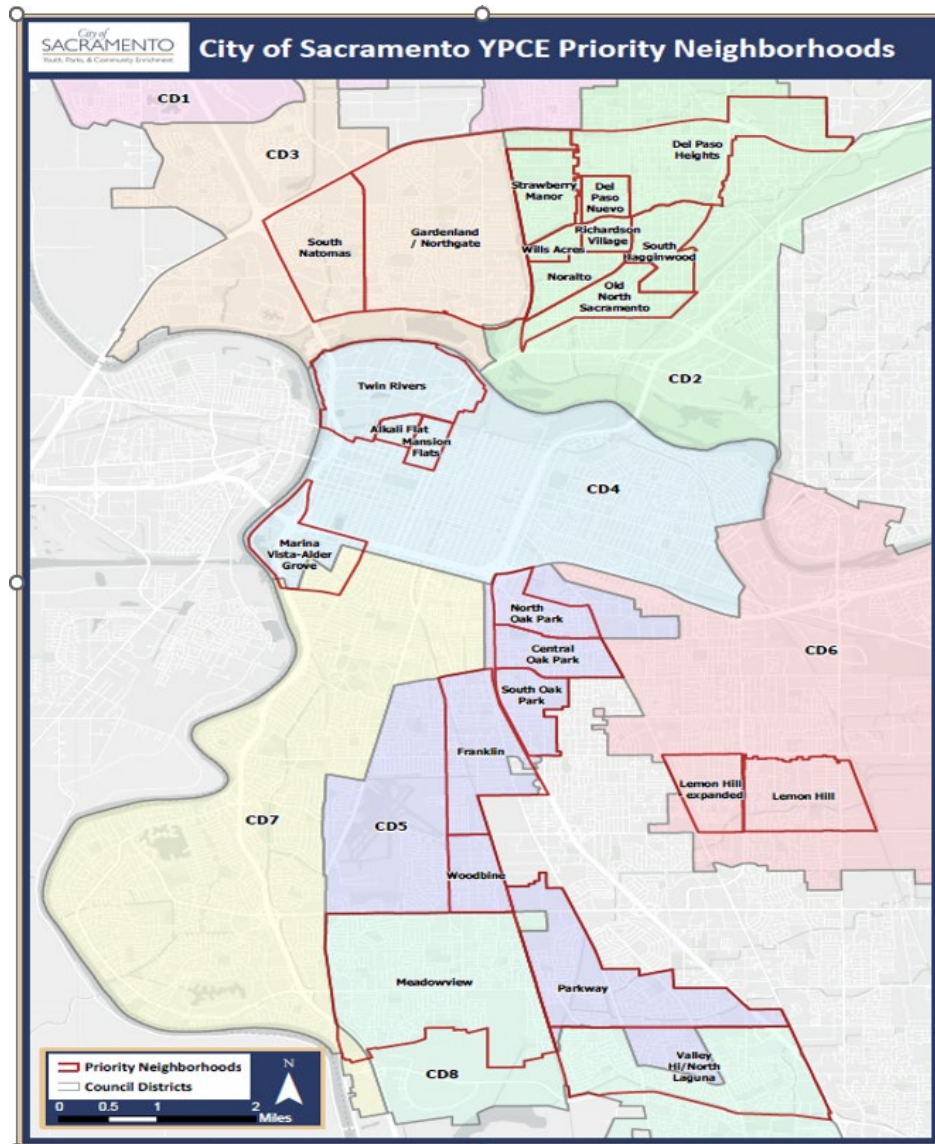 City of
SACRAMENTO
Youth, Parks, & Community Enrichment
City of Sacramento YPCE Priority Neighborhoods
CD1
CD3
Del Paso
Heights
Strawberry
Manor
Del
Paso
Nuevo
South
Natomas
Gardenland
/ Northgate
Richardson
Village
Wills Acres
South
Hagginwood
Noralto
Old
North
Sacramento
CD2
Twin Rivers
Alkali Flat
Mansion
Flats
CD4
Marina
Vista-Alder
Grove
North
Oak Park
Central
Oak Park
CD6
South Oak
Park
Franklin
Lemon Hill
- expanded
Lemon Hill
CD7
CD5
Woodbine
Meadowview
Parkway
Valley
Hi/North
Laguna
CD8
Priority Neighborhoods
Council Districts
N
0 0.5 1 2
Miles